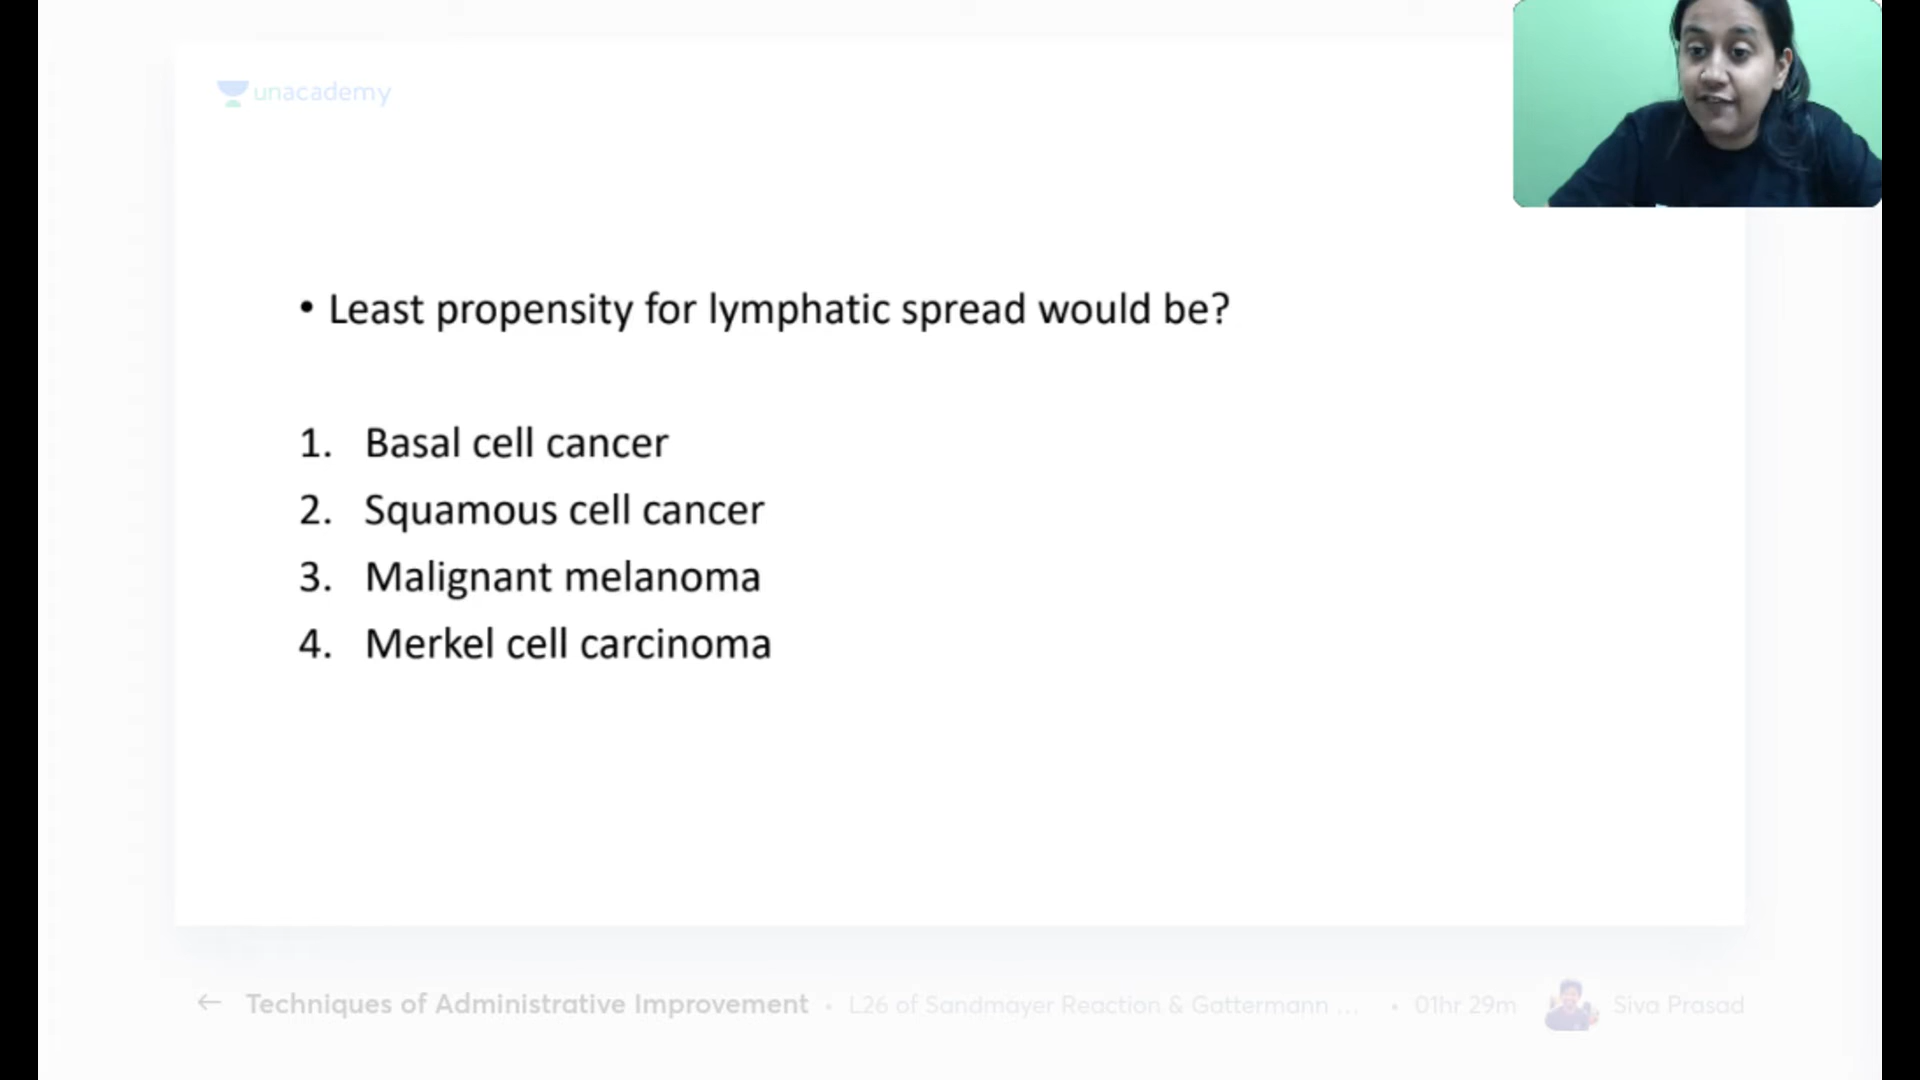 unacademy
• Least propensity for lymphatic spread would be?
1. Basal cell cancer
2. Squamous cell cancer
3. Malignant melanoma
4. Merkel cell carcinoma
← Techniques of Administrative Improvement • L26 of Sandmayer Reaction & Gattermann ... • 01hr 29m Siva Prasad